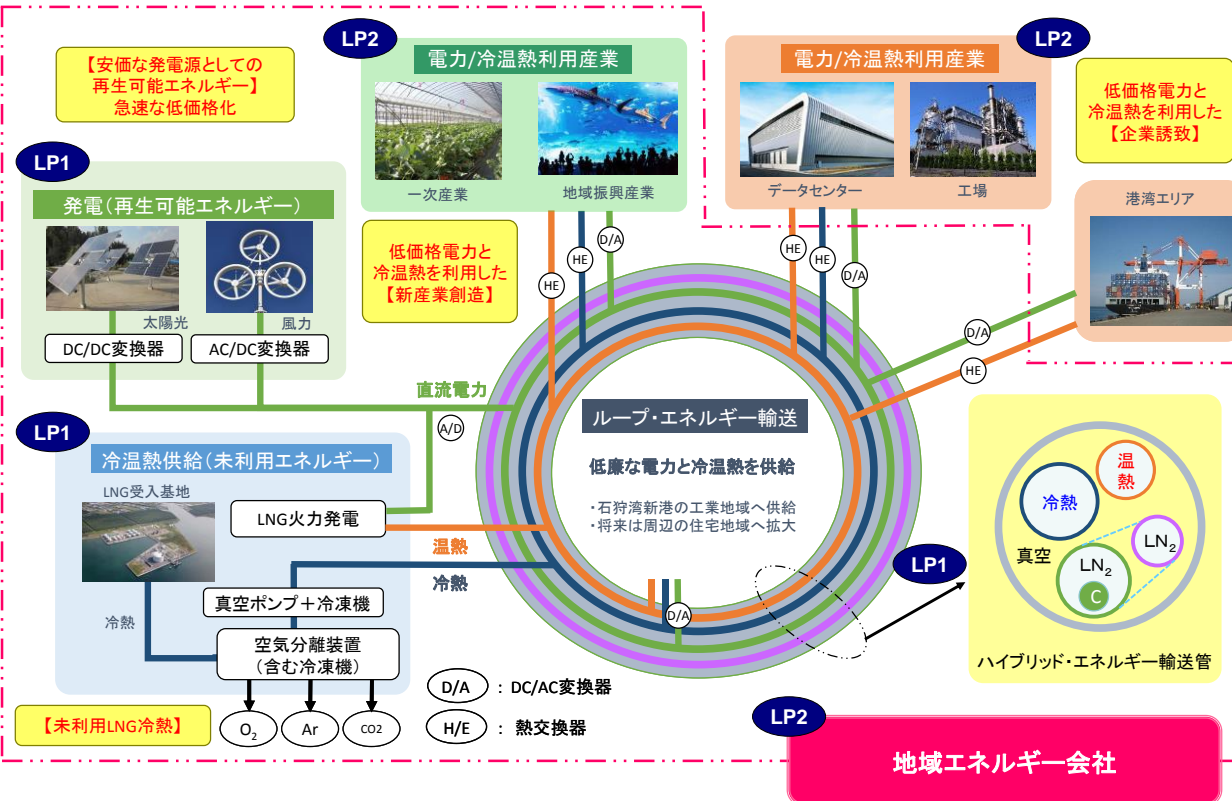 LP2
電力/冷温熱利用産業
一次産業
地域振興産業
電力/冷温熱利用産業
LP2
データセンター
工場
【安価な発電源としての
再生可能エネルギー】
急速な低価格化
低価格電力と
冷温熱を利用した
【企業誘致】
LP1
発電(再生可能エネルギー)
太陽光
風力
DC/DC変換器
AC/DC変換器
低価格電力と
冷温熱を利用した
【新産業創造】
港湾エリア
D/A
HE
HE
HE
HE
D/A
D/A
HE
直流電力
A/D
LP1
冷温熱供給(未利用エネルギー)
LNG受入基地
LNG火力発電
温熱
冷熱
冷熱
真空ポンプ+冷凍機
空気分離装置
(含む冷凍機)
O2
Ar
CO2
【未利用LNG冷熱】
ループ・エネルギー輸送
低廉な電力と冷温熱を供給
・石狩湾新港の工業地域へ供給
・将来は周辺の住宅地域へ拡大
D/A
LP1
温
熱
冷熱
真空
LN2
LN2
C
ハイブリッド・エネルギー輸送管
D/A : DC/AC変換器
H/E : 熱交換器
LP2
地域エネルギー会社